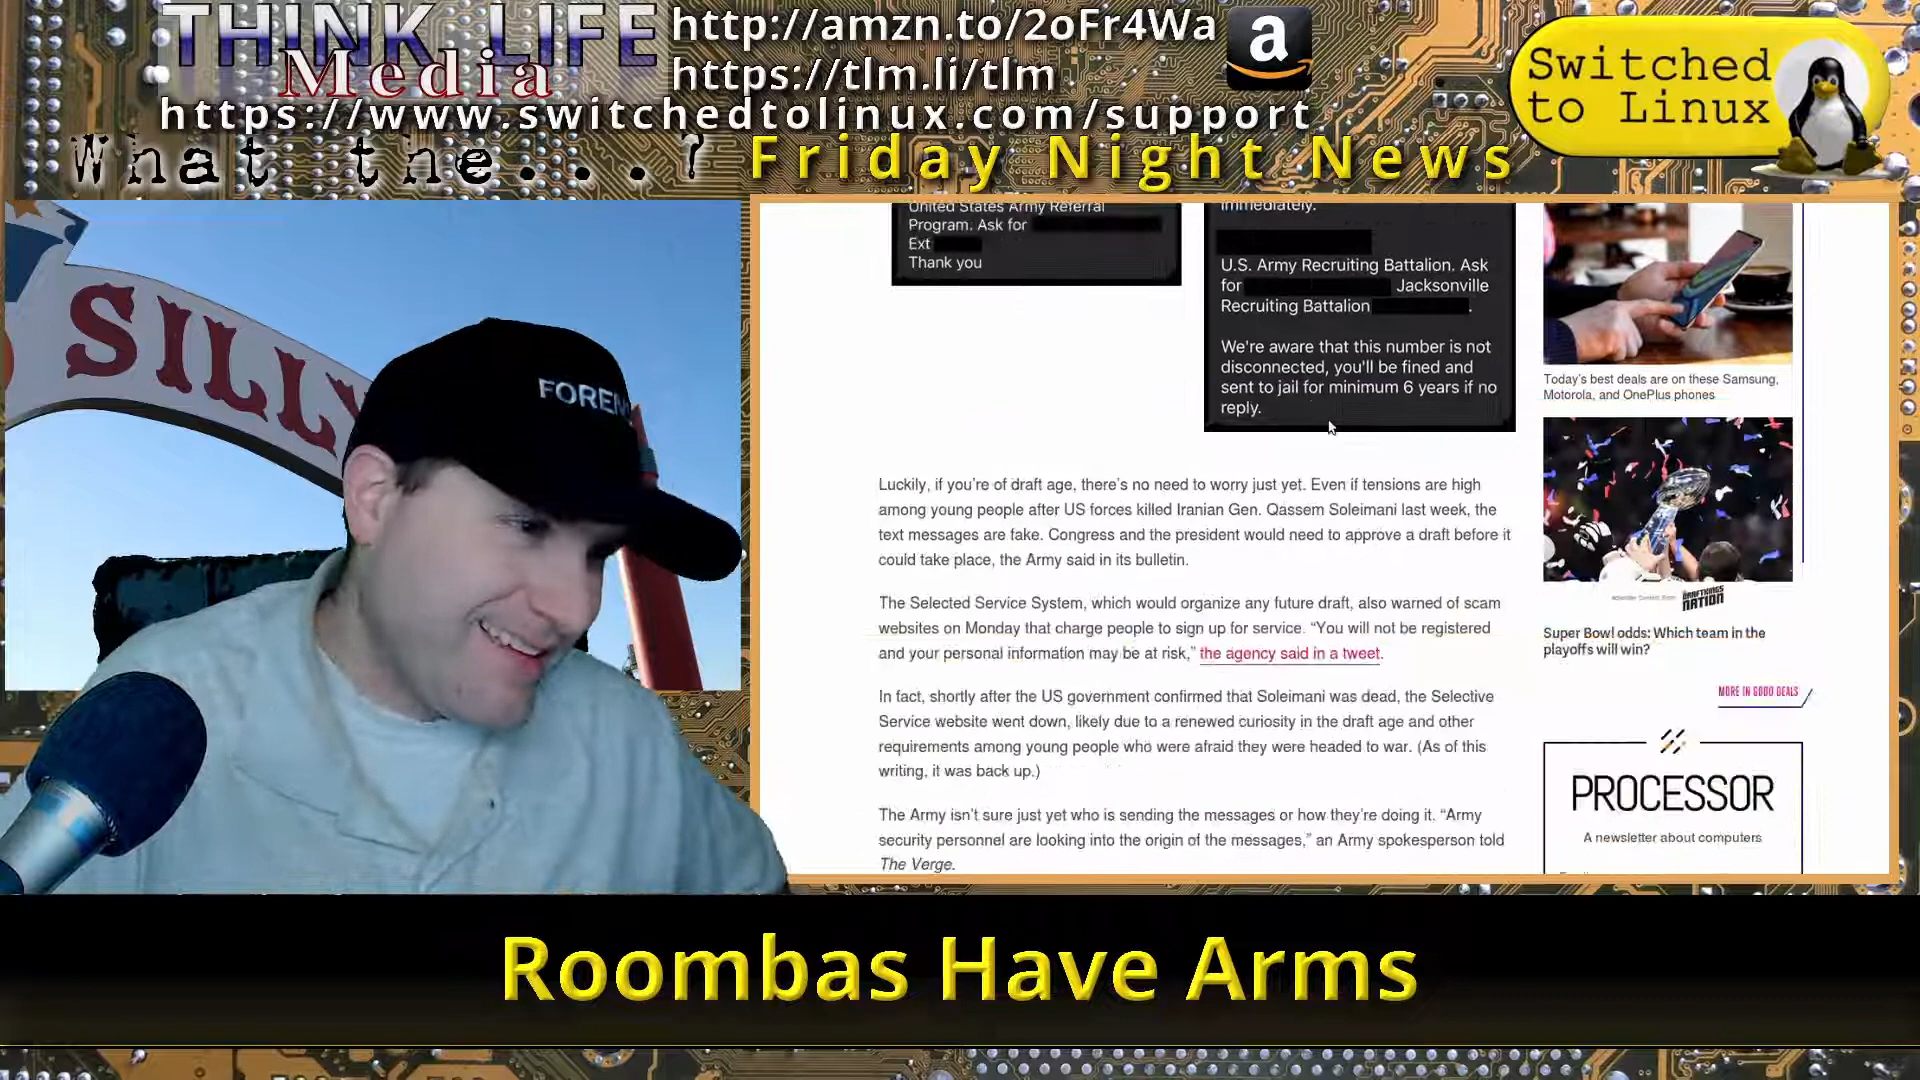 THINK LIFE
Media
http://amzn.to/2oFr4Wa
https://tlm.li/tlm
https://www.switchedtolinux.com/support
What the...?
Friday Night News
Switched
to Linux
SILLY
FOREM
United States Army Referral
Program. Ask for
Ext
Thank you
immediately.
U.S. Army Recruiting Battalion. Ask
for Jacksonville
Recruiting Battalion .
We're aware that this number is not
disconnected, you'll be fined and
sent to jail for minimum 6 years if no
reply.
Luckily, if you're of draft age, there's no need to worry just yet. Even if tensions are high
among young people after US forces killed Iranian Gen. Qassem Soleimani last week, the
text messages are fake. Congress and the president would need to approve a draft before it
could take place, the Army said in its bulletin.
The Selected Service System, which would organize any future draft, also warned of scam
websites on Monday that charge people to sign up for service. “You will not be registered
and your personal information may be at risk,” the agency said in a tweet.
In fact, shortly after the US government confirmed that Soleimani was dead, the Selective
Service website went down, likely due to a renewed curiosity in the draft age and other
requirements among young people who were afraid they were headed to war. (As of this
writing, it was back up.)
The Army isn't sure just yet who is sending the messages or how they're doing it. “Army
security personnel are looking into the origin of the messages,” an Army spokesperson told
The Verge.
Today's best deals are on these Samsung,
Motorola, and OnePlus phones
DRAFTKINGS
NATION
Super Bowl odds: Which team in the
playoffs will win?
MORE IN GOOD DEALS
PROCESSOR
A newsletter about computers
Roombas Have Arms